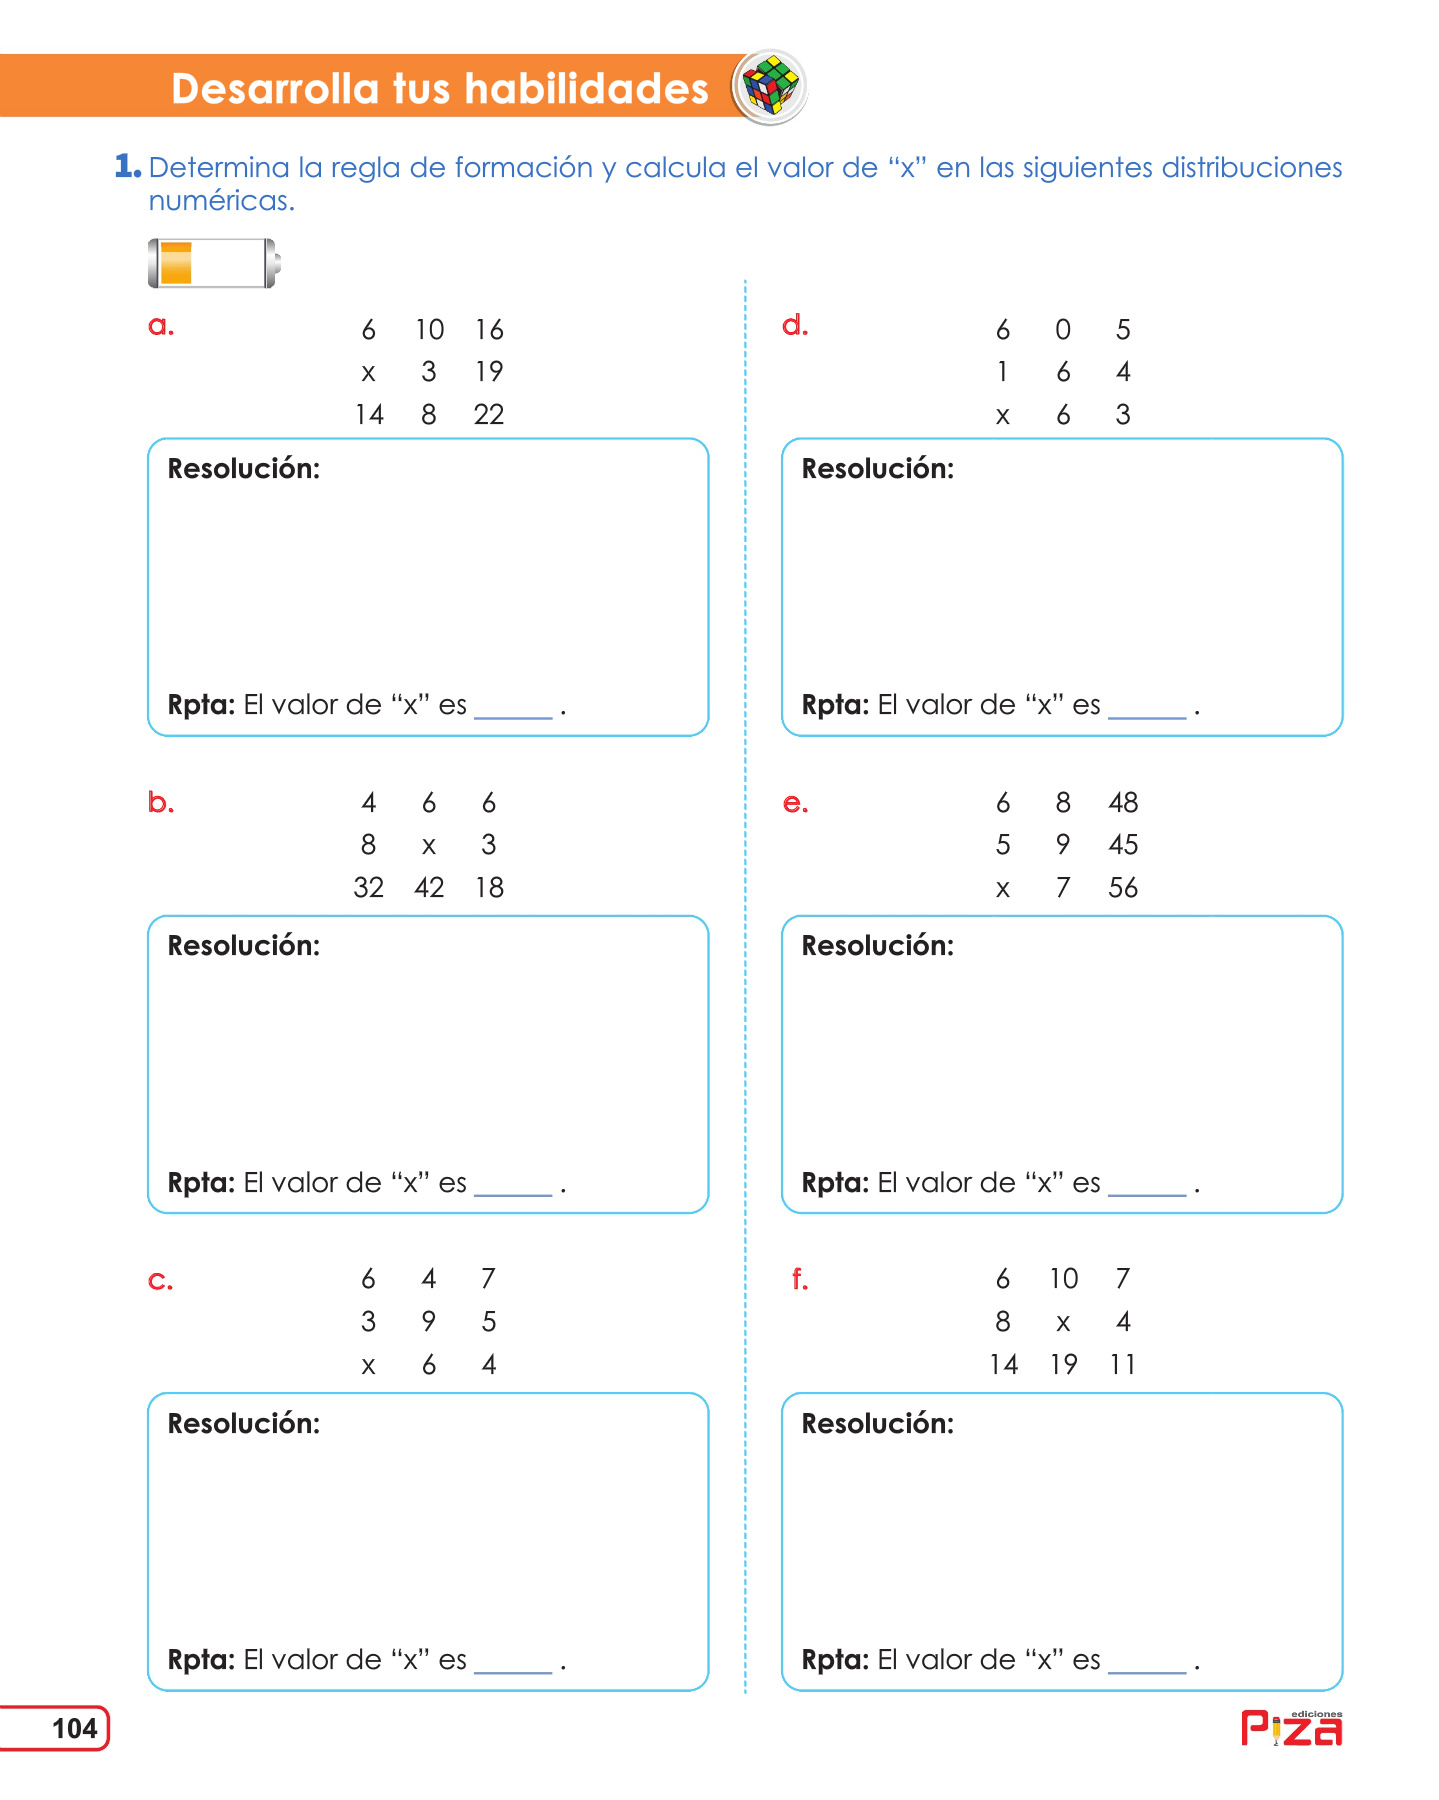 Desarrolla tus habilidades
1. Determina la regla de formación y calcula el valor de “x” en las siguientes distribuciones
numéricas.
a.
6 10 16
x 3 19
14 8 22
Resolución:
Rpta: El valor de “x” es ______ .
b.
4 6 6
8 x 3
32 42 18
Resolución:
Rpta: El valor de “x” es ______ .
c.
6 4 7
3 9 5
x 6 4
Resolución:
Rpta: El valor de “x” es ______ .
d.
6 0 5
1 6 4
x 6 3
Resolución:
Rpta: El valor de “x” es ______ .
e.
6 8 48
5 9 45
x 7 56
Resolución:
Rpta: El valor de “x” es ______ .
f.
6 10 7
8 x 4
14 19 11
Resolución:
Rpta: El valor de “x” es ______ .
104
ediciones
Piza